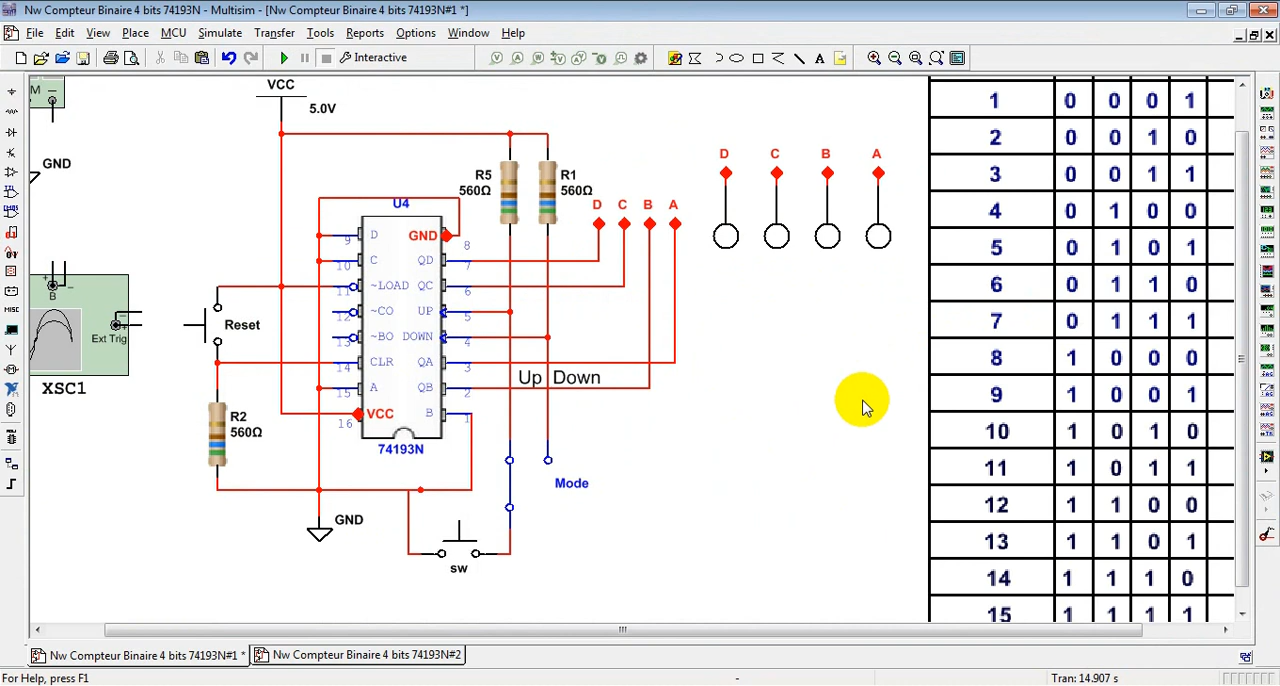 Nw Compteur Binaire 4 bits 74193N - Multisim - [Nw Compteur Binaire 4 bits 74193N#1 *]
File Edit View Place MCU Simulate Transfer Tools Reports Options Window Help
Interactive
M
GND
VCC
5.0V
R5
560Ω
R1
560Ω
U4
D C B A
D C B A
9 D GND 8
10 C QD 7
11 ~LOAD QC 6
12 ~CO UP 5
13 ~BO DOWN 4
14 CLR QA 3
15 A QB 2
16 VCC B 1
74193N
Reset
Up Down
B
Ext Trig
XSC1
R2
560Ω
GND
Mode
sw
1 0 0 0 1
2 0 0 1 0
3 0 0 1 1
4 0 1 0 0
5 0 1 0 1
6 0 1 1 0
7 0 1 1 1
8 1 0 0 0
9 1 0 0 1
10 1 0 1 0
11 1 0 1 1
12 1 1 0 0
13 1 1 0 1
14 1 1 1 0
15 1 1 1 1
Nw Compteur Binaire 4 bits 74193N#1 * Nw Compteur Binaire 4 bits 74193N#2
For Help, press F1
-
Tran: 14.907 s